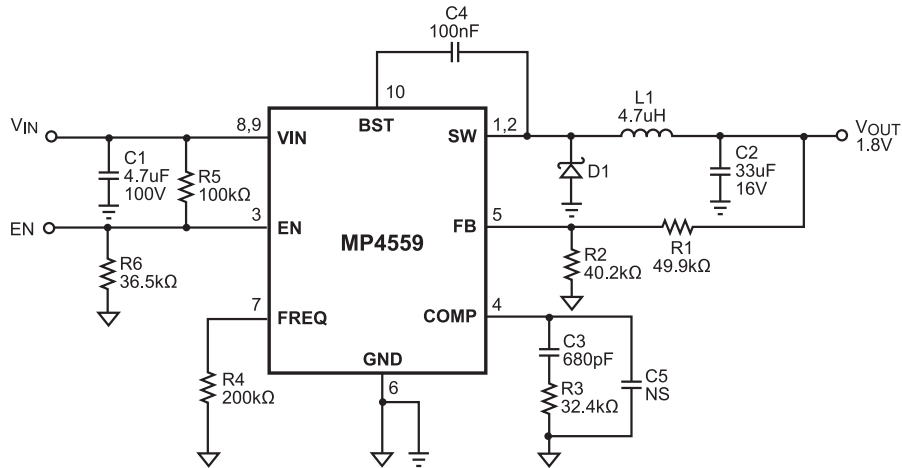 C4
100nF
10
BST
VIN
8,9
VIN
SW
1,2
L1
4.7uH
VOUT
1.8V
C1
4.7uF
100V
R5
100kΩ
D1
C2
33uF
16V
EN
3
EN
MP4559
FB
5
R1
49.9kΩ
R2
40.2kΩ
R6
36.5kΩ
7
FREQ
COMP
4
GND
6
R4
200kΩ
C3
680pF
R3
32.4kΩ
C5
NS